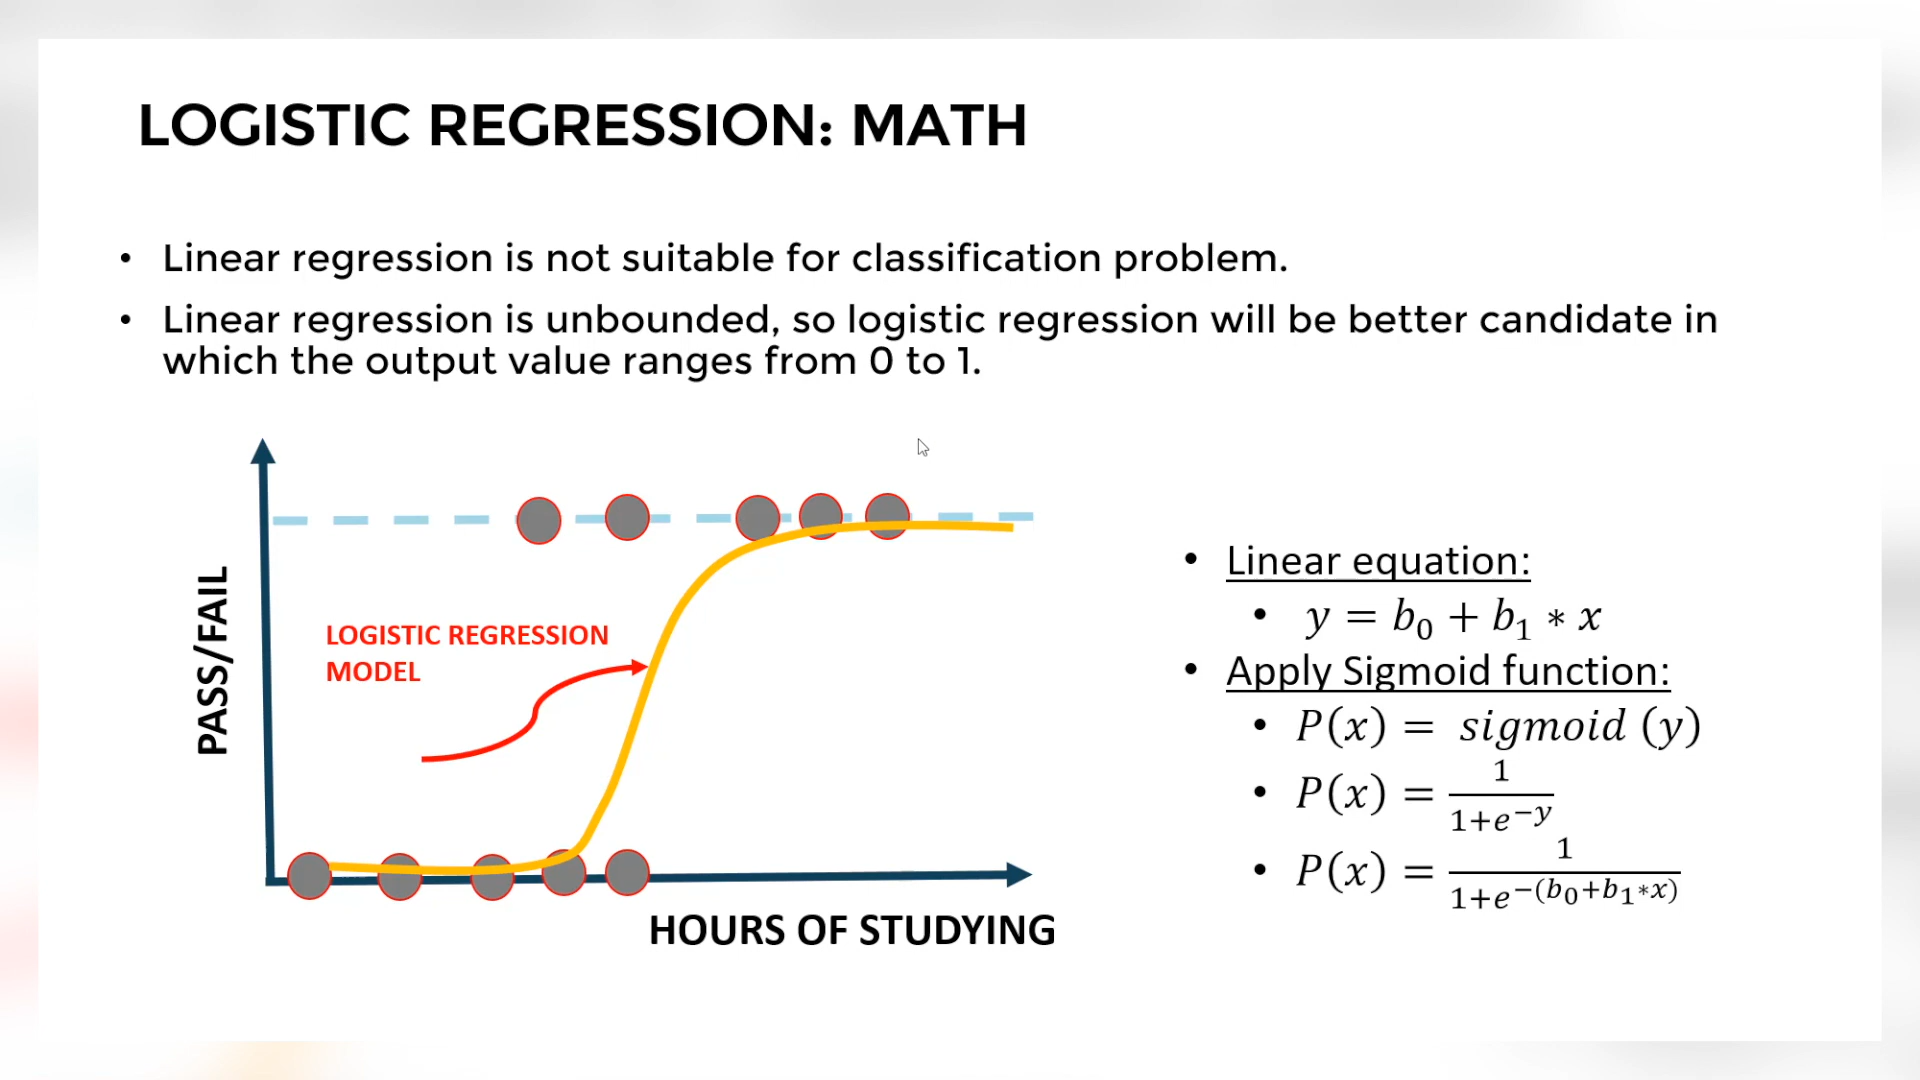 LOGISTIC REGRESSION: MATH
• Linear regression is not suitable for classification problem.
• Linear regression is unbounded, so logistic regression will be better candidate in
which the output value ranges from 0 to 1.
PASS/FAIL
LOGISTIC REGRESSION
MODEL
HOURS OF STUDYING
• Linear equation:
• y = b₀ + b₁ * x
• Apply Sigmoid function:
• P(x) = sigmoid (y)
• P(x) = 1/(1+e^(−y))
• P(x) = 1/(1+e^(−(b₀+b₁*x)))